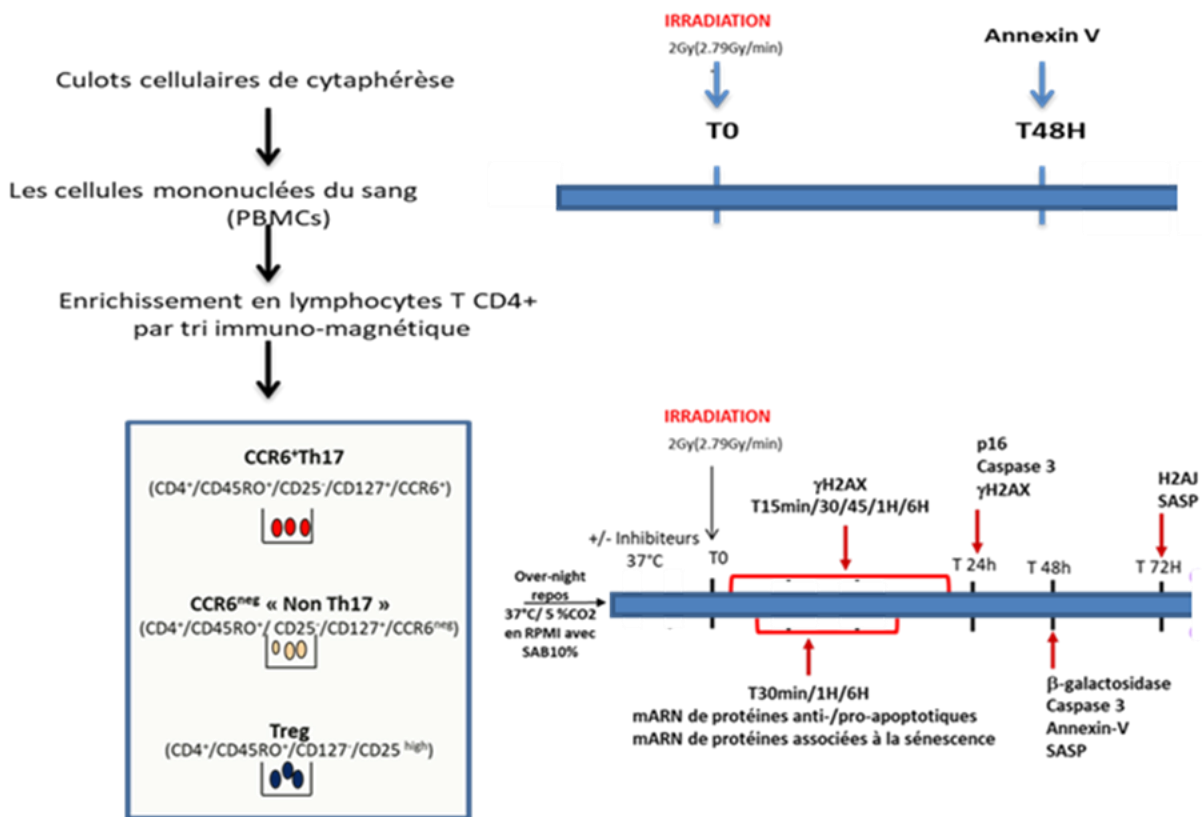 Culots cellulaires de cytaphérèse
Les cellules mononuclées du sang
(PBMCs)
Enrichissement en lymphocytes T CD4+
par tri immuno-magnétique
CCR6⁺Th17
(CD4⁺/CD45RO⁺/CD25⁻/CD127⁺/CCR6⁺)
CCR6ⁿᵉᵍ « Non Th17 »
(CD4⁺/CD45RO⁺/ CD25⁻/CD127⁺/CCR6ⁿᵉᵍ)
Treg
(CD4⁺/CD45RO⁺/CD127⁻/CD25 ʰⁱᵍʰ)
IRRADIATION
2Gy(2.79Gy/min)
T0
Annexin V
T48H
IRRADIATION
2Gy(2.79Gy/min)
+/- Inhibiteurs
37°C
T0
Over-night
repos
37°C/ 5 %CO2
en RPMI avec
SAB10%
γH2AX
T15min/30/45/1H/6H
p16
Caspase 3
γH2AX
T 24h
T 48h
H2AJ
SASP
T 72H
T30min/1H/6H
mARN de protéines anti-/pro-apoptotiques
mARN de protéines associées à la sénescence
β-galactosidase
Caspase 3
Annexin-V
SASP